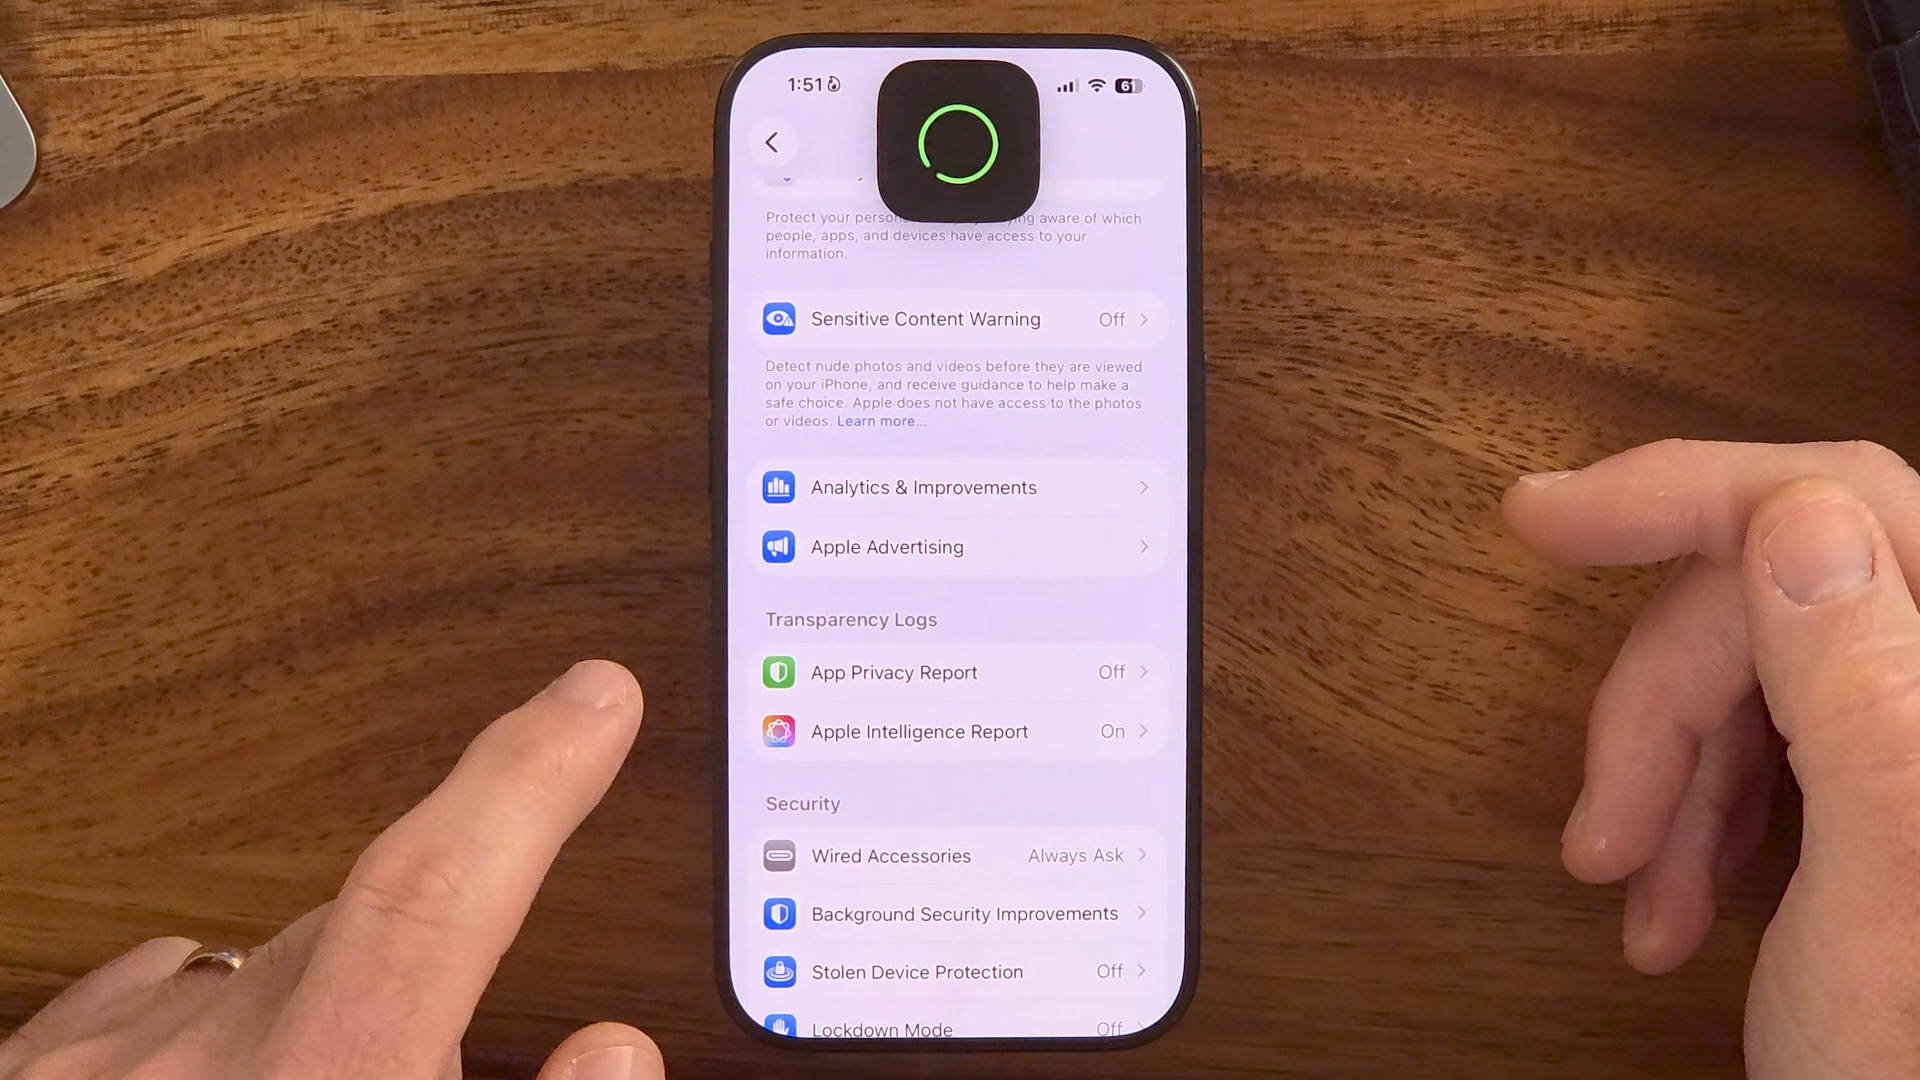 1:51
61
Protect your person ying aware of which
people, apps, and devices have access to your
information.
Sensitive Content Warning Off
Detect nude photos and videos before they are viewed
on your iPhone, and receive guidance to help make a
safe choice. Apple does not have access to the photos
or videos. Learn more...
Analytics & Improvements
Apple Advertising
Transparency Logs
App Privacy Report Off
Apple Intelligence Report On
Security
Wired Accessories Always Ask
Background Security Improvements
Stolen Device Protection Off
Lockdown Mode Off